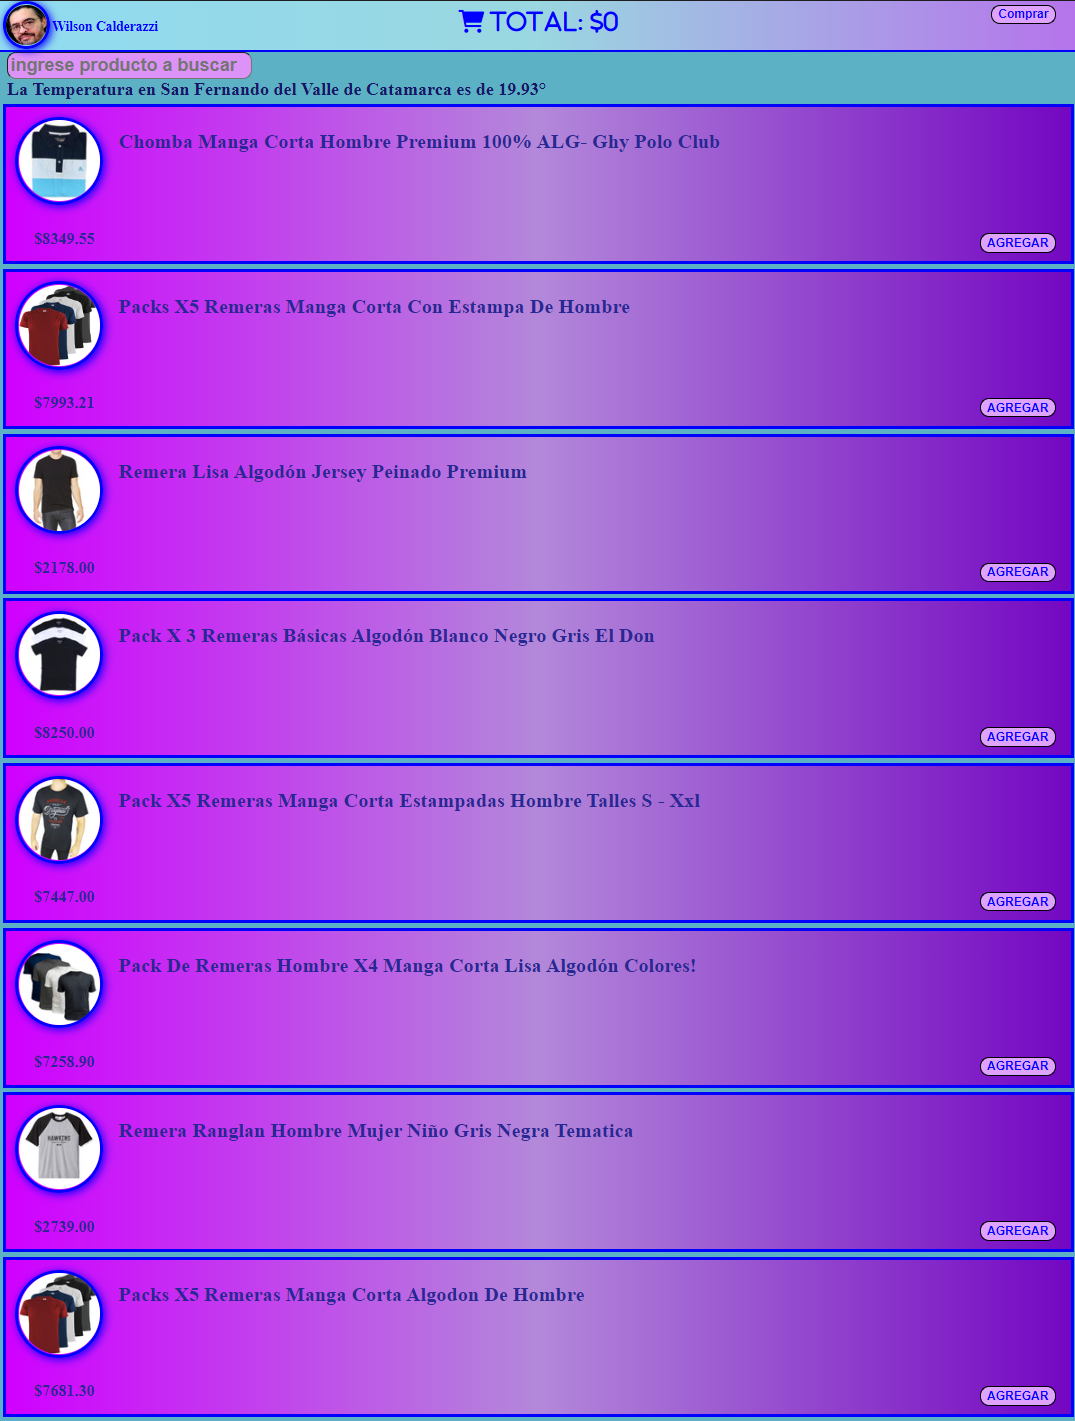 Wilson Calderazzi
TOTAL: $0
Comprar
ingrese producto a buscar
La Temperatura en San Fernando del Valle de Catamarca es de 19.93°
Chomba Manga Corta Hombre Premium 100% ALG- Ghy Polo Club
$8349.55
AGREGAR
Packs X5 Remeras Manga Corta Con Estampa De Hombre
$7993.21
AGREGAR
Remera Lisa Algodón Jersey Peinado Premium
$2178.00
AGREGAR
Pack X 3 Remeras Básicas Algodón Blanco Negro Gris El Don
$8250.00
AGREGAR
Pack X5 Remeras Manga Corta Estampadas Hombre Talles S - Xxl
Original
$7447.00
AGREGAR
Pack De Remeras Hombre X4 Manga Corta Lisa Algodón Colores!
$7258.90
AGREGAR
Remera Ranglan Hombre Mujer Niño Gris Negra Tematica
HAWKINS
$2739.00
AGREGAR
Packs X5 Remeras Manga Corta Algodon De Hombre
$7681.30
AGREGAR